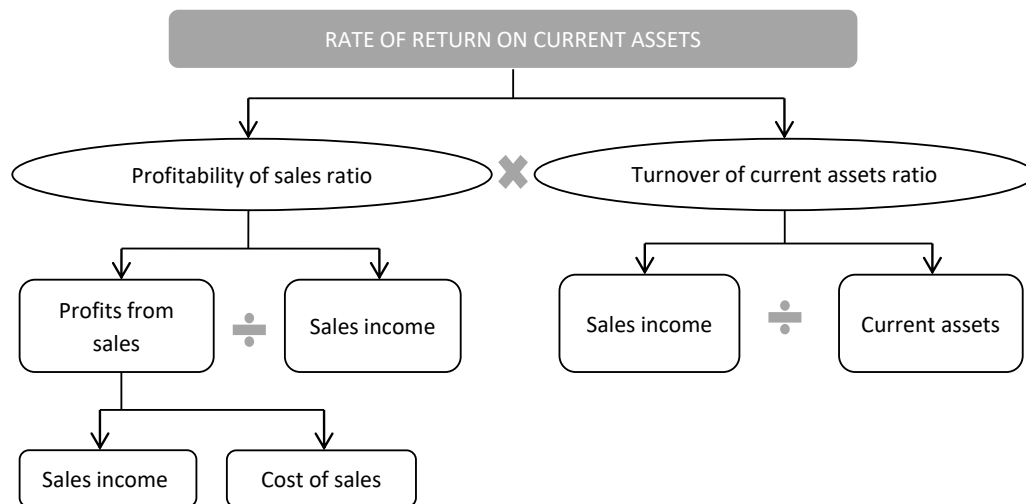 RATE OF RETURN ON CURRENT ASSETS
Profitability of sales ratio
Turnover of current assets ratio
Profits from
sales
Sales income
Sales income
Current assets
Sales income
Cost of sales